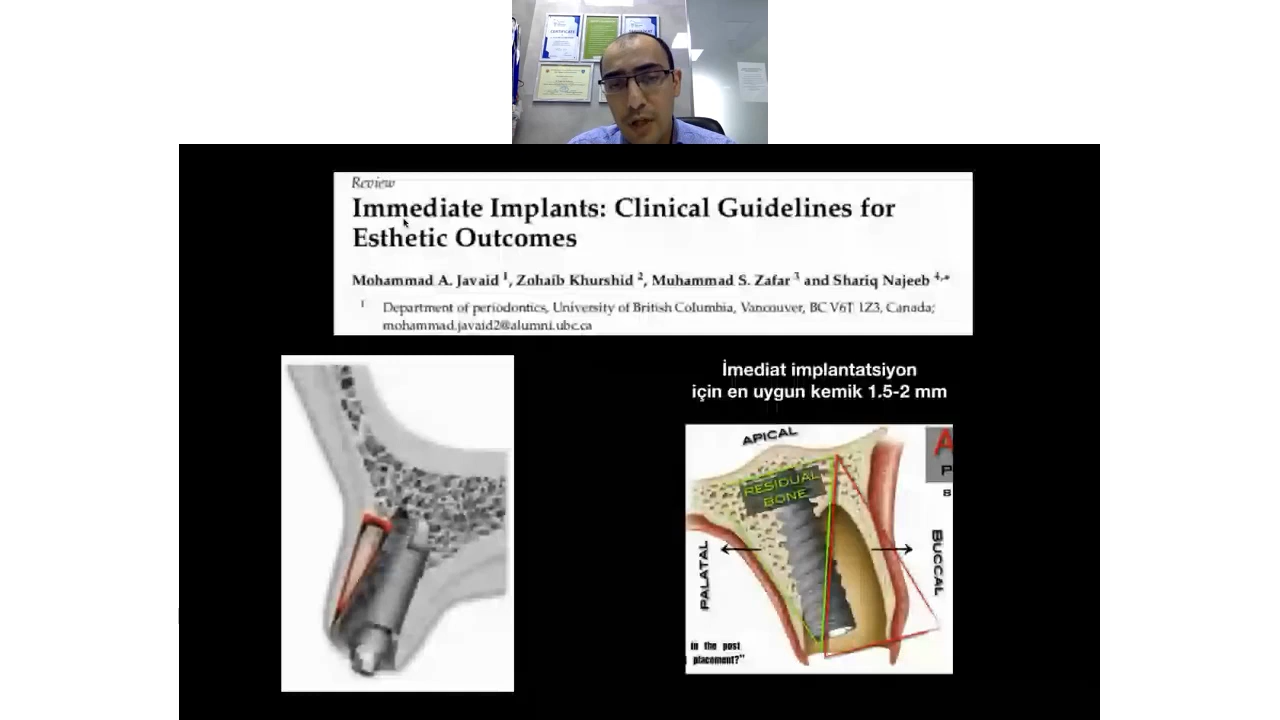 CERTIFICATE
Review
Immediate Implants: Clinical Guidelines for
Esthetic Outcomes
Mohammad A. Javaid 1, Zohaib Khurshid 2, Muhammad S. Zafar 3 and Shariq Najeeb 4,*
1 Department of periodontics, University of British Columbia, Vancouver, BC V6T 1Z3, Canada;
mohammad.javaid2@alumni.ubc.ca
İmediat implantatsiyon
için en uygun kemik 1.5-2 mm
APICAL
A
P
B
RESIDUAL
BONE
PALATAL
BUCCAL
in the post
placement?"